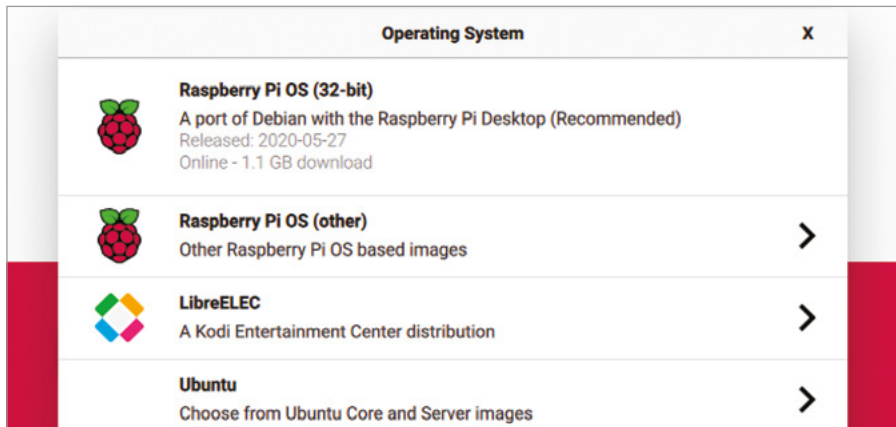 Operating System
X
Raspberry Pi OS (32-bit)
A port of Debian with the Raspberry Pi Desktop (Recommended)
Released: 2020-05-27
Online - 1.1 GB download
Raspberry Pi OS (other)
Other Raspberry Pi OS based images
LibreELEC
A Kodi Entertainment Center distribution
Ubuntu
Choose from Ubuntu Core and Server images